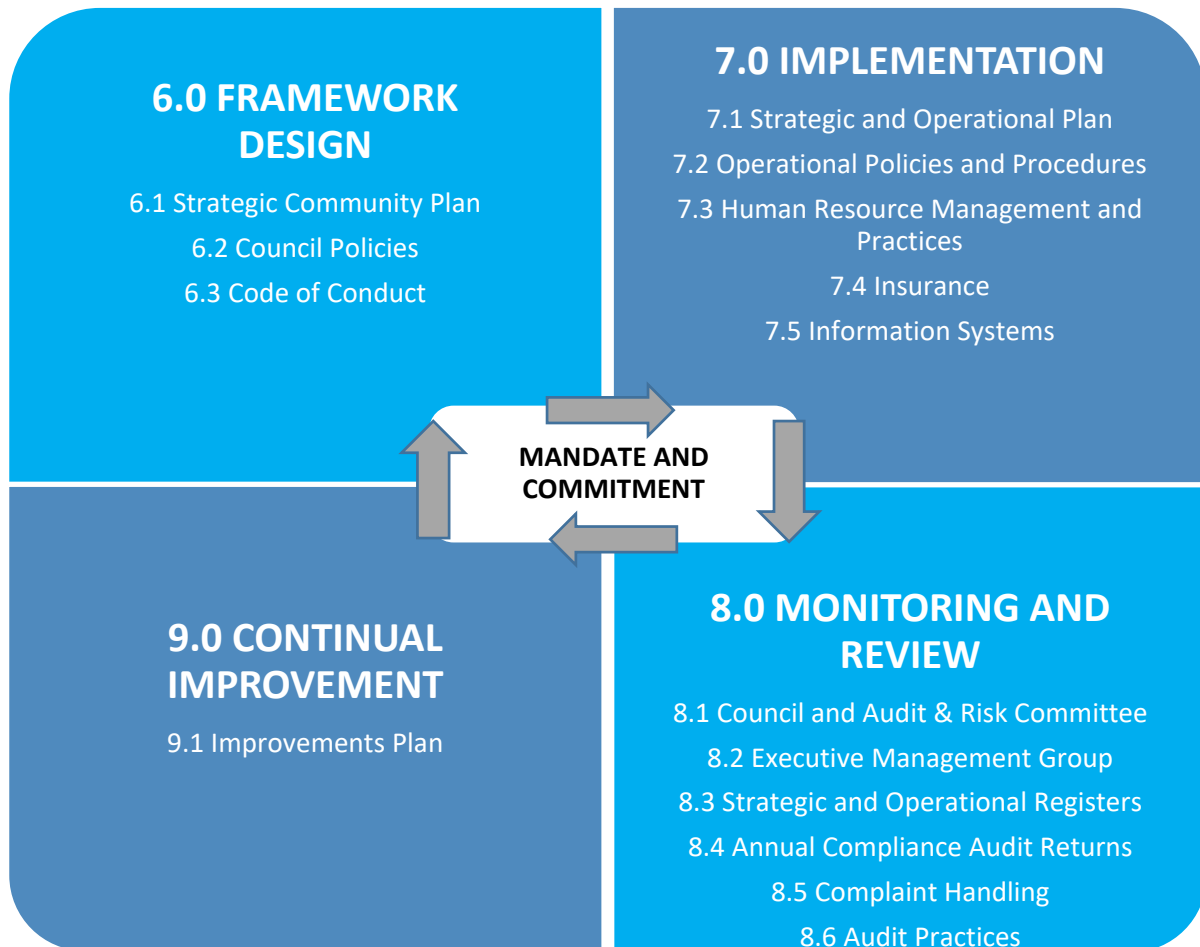 6.0 FRAMEWORK
DESIGN
6.1 Strategic Community Plan
6.2 Council Policies
6.3 Code of Conduct
7.0 IMPLEMENTATION
7.1 Strategic and Operational Plan
7.2 Operational Policies and Procedures
7.3 Human Resource Management and
Practices
7.4 Insurance
7.5 Information Systems
MANDATE AND
COMMITMENT
9.0 CONTINUAL
IMPROVEMENT
9.1 Improvements Plan
8.0 MONITORING AND
REVIEW
8.1 Council and Audit & Risk Committee
8.2 Executive Management Group
8.3 Strategic and Operational Registers
8.4 Annual Compliance Audit Returns
8.5 Complaint Handling
8.6 Audit Practices